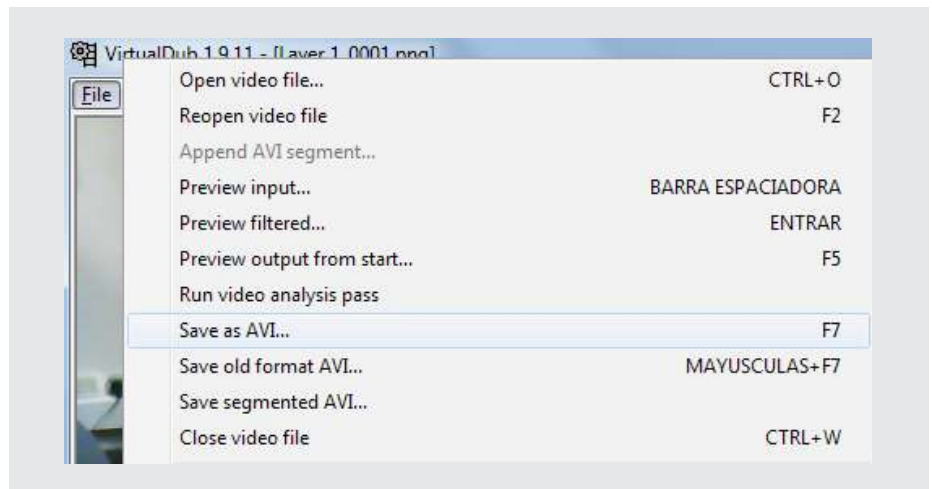 VirtualDub 1.9.11 - [Layer 1_0001.png]
File
Open video file... CTRL+O
Reopen video file F2
Append AVI segment...
Preview input... BARRA ESPACIADORA
Preview filtered... ENTRAR
Preview output from start... F5
Run video analysis pass
Save as AVI... F7
Save old format AVI... MAYUSCULAS+F7
Save segmented AVI...
Close video file CTRL+W